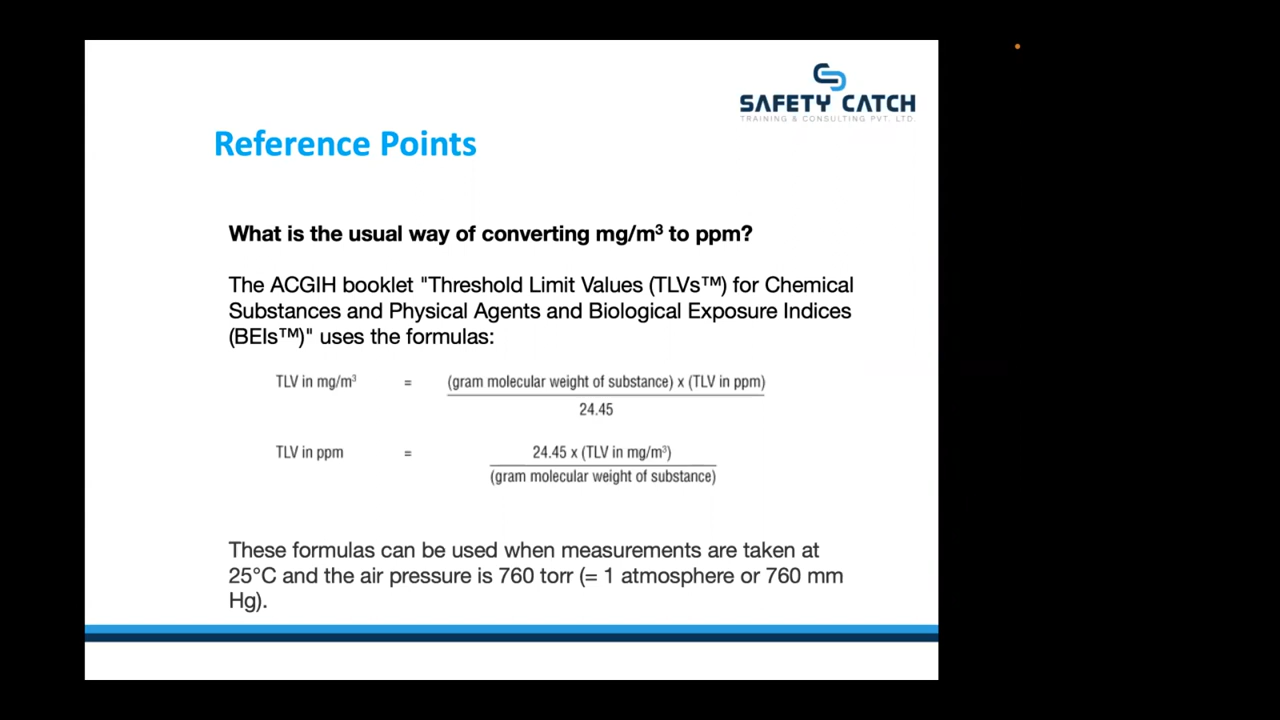 SAFETY CATCH
TRAINING & CONSULTING PVT. LTD.
Reference Points
What is the usual way of converting mg/m³ to ppm?
The ACGIH booklet "Threshold Limit Values (TLVs™) for Chemical
Substances and Physical Agents and Biological Exposure Indices
(BEIs™)" uses the formulas:
TLV in mg/m³ = (gram molecular weight of substance) x (TLV in ppm)
24.45
TLV in ppm = 24.45 x (TLV in mg/m³)
(gram molecular weight of substance)
These formulas can be used when measurements are taken at
25°C and the air pressure is 760 torr (= 1 atmosphere or 760 mm
Hg).